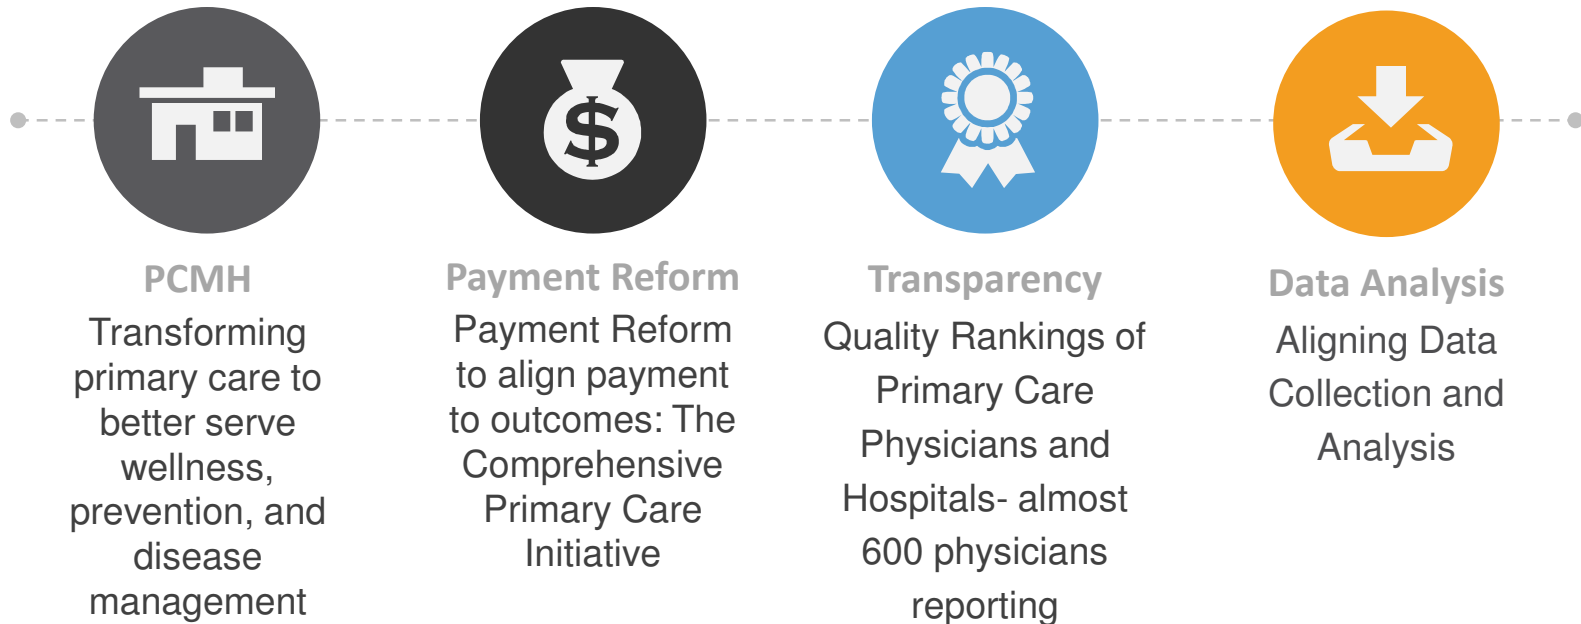 $
PCMH
Transforming
primary care to
better serve
wellness,
prevention, and
disease
management
Payment Reform
Payment Reform
to align payment
to outcomes: The
Comprehensive
Primary Care
Initiative
Transparency
Quality Rankings of
Primary Care
Physicians and
Hospitals- almost
600 physicians
reporting
Data Analysis
Aligning Data
Collection and
Analysis